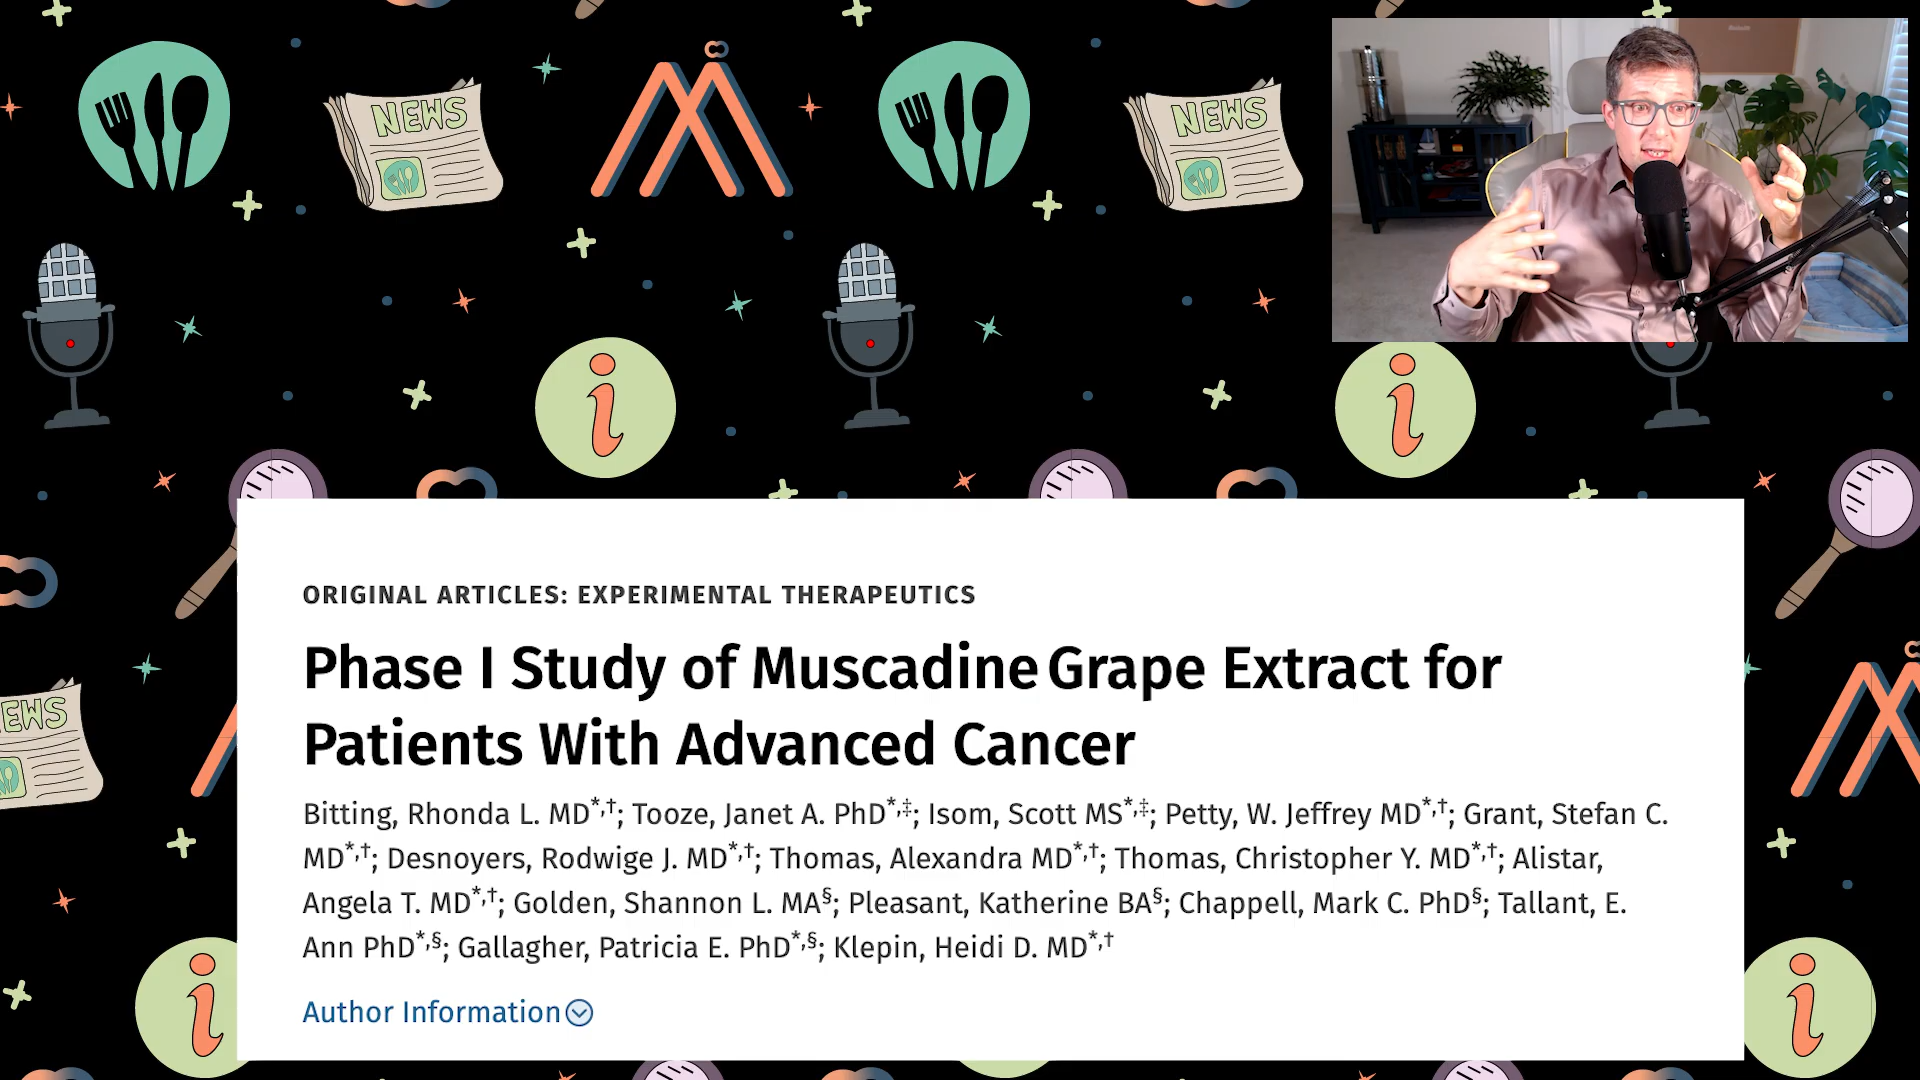 NEWS
NEWS
i
i
ORIGINAL ARTICLES: EXPERIMENTAL THERAPEUTICS
Phase I Study of Muscadine Grape Extract for
Patients With Advanced Cancer
Bitting, Rhonda L. MD*,†; Tooze, Janet A. PhD*,‡; Isom, Scott MS*,‡; Petty, W. Jeffrey MD*,†; Grant, Stefan C.
MD*,†; Desnoyers, Rodwige J. MD*,†; Thomas, Alexandra MD*,†; Thomas, Christopher Y. MD*,†; Alistar,
Angela T. MD*,†; Golden, Shannon L. MA§; Pleasant, Katherine BA§; Chappell, Mark C. PhD§; Tallant, E.
Ann PhD*,§; Gallagher, Patricia E. PhD*,§; Klepin, Heidi D. MD*,†
EWS
i
i
Author Information